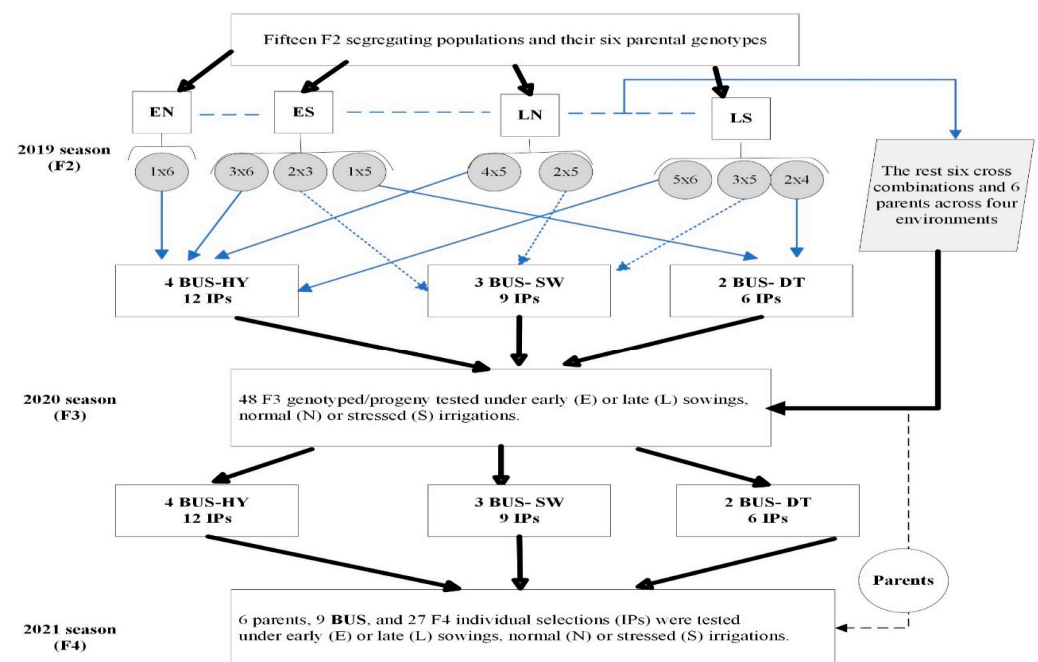 Fifteen F2 segregating populations and their six parental genotypes
EN
ES
LN
LS
2019 season
(F2)
1x6
3x6
2x3
1x5
4x5
2x5
5x6
3x5
2x4
The rest six cross
combinations and 6
parents across four
environments
4 BUS-HY
12 IPs
3 BUS- SW
9 IPs
2 BUS- DT
6 IPs
2020 season
(F3)
48 F3 genotyped/progeny tested under early (E) or late (L) sowings,
normal (N) or stressed (S) irrigations.
4 BUS-HY
12 IPs
3 BUS- SW
9 IPs
2 BUS- DT
6 IPs
Parents
2021 season
(F4)
6 parents, 9 BUS, and 27 F4 individual selections (IPs) were tested
under early (E) or late (L) sowings, normal (N) or stressed (S) irrigations.